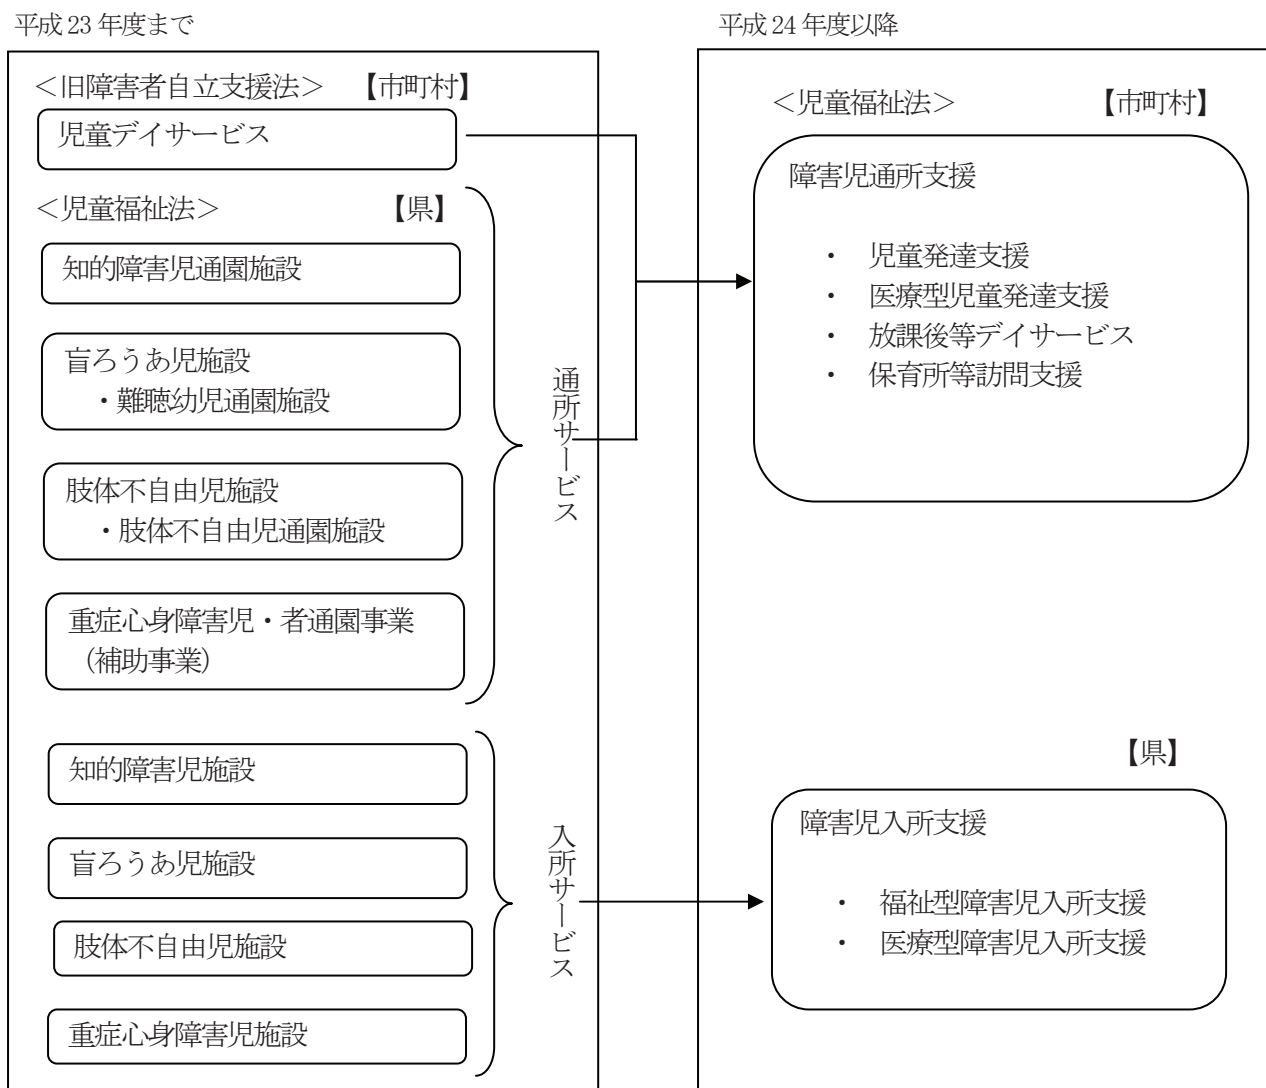 平成23年度まで
＜旧障害者自立支援法＞ 【市町村】
児童デイサービス
＜児童福祉法＞ 【県】
知的障害児通園施設
盲ろうあ児施設
・難聴幼児通園施設
肢体不自由児施設
・肢体不自由児通園施設
重症心身障害児・者通園事業
（補助事業）
通所サービス
知的障害児施設
盲ろうあ児施設
肢体不自由児施設
重症心身障害児施設
入所サービス
平成24年度以降
＜児童福祉法＞ 【市町村】
障害児通所支援
・ 児童発達支援
・ 医療型児童発達支援
・ 放課後等デイサービス
・ 保育所等訪問支援
【県】
障害児入所支援
・ 福祉型障害児入所支援
・ 医療型障害児入所支援